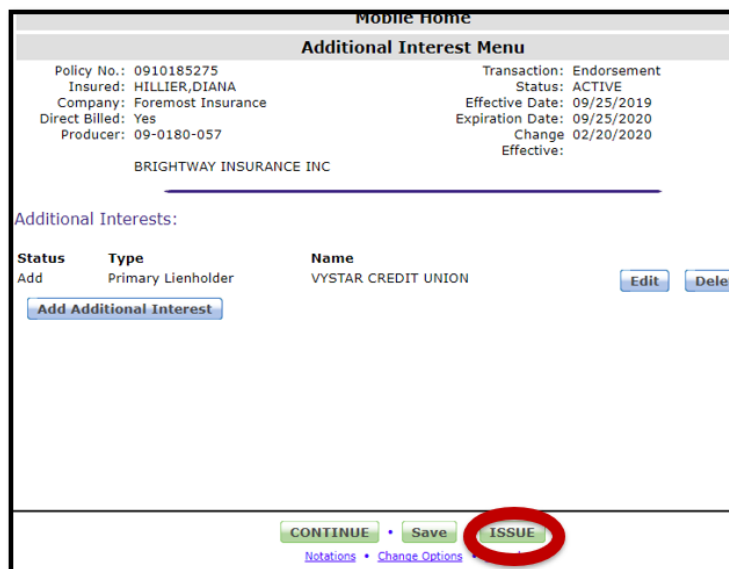 Mobile Home
Additional Interest Menu
Policy No.: 0910185275 Transaction: Endorsement
Insured: HILLIER,DIANA Status: ACTIVE
Company: Foremost Insurance Effective Date: 09/25/2019
Direct Billed: Yes Expiration Date: 09/25/2020
Producer: 09-0180-057 Change 02/20/2020
Effective:
BRIGHTWAY INSURANCE INC
Additional Interests:
Status Type Name
Add Primary Lienholder VYSTAR CREDIT UNION Edit Dele
Add Additional Interest
CONTINUE • Save ISSUE
Notations • Change Options •